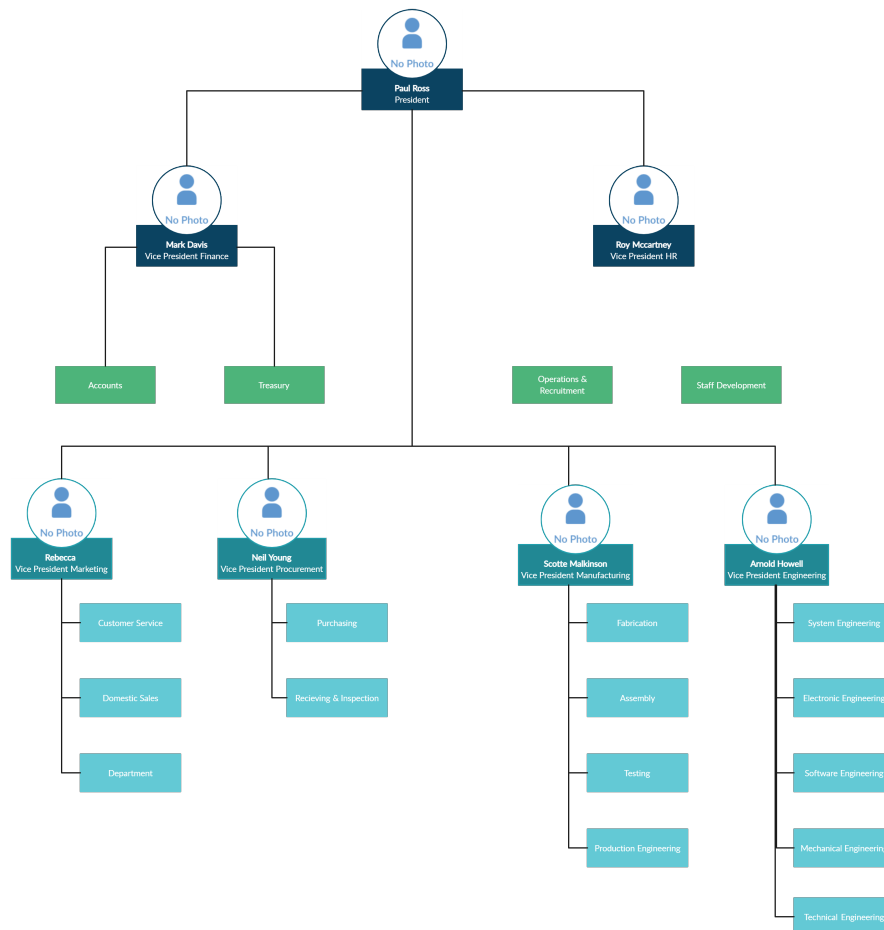 No Photo
Paul Ross
President
No Photo
Mark Davis
Vice President Finance
No Photo
Roy Mccartney
Vice President HR
Accounts
Treasury
Operations &
Recruitment
Staff Development
No Photo
Rebecca
Vice President Marketing
No Photo
Neil Young
Vice President Procurement
No Photo
Scotte Malkinson
Vice President Manufacturing
No Photo
Arnold Howell
Vice President Engineering
Customer Service
Domestic Sales
Department
Purchasing
Recieving & Inspection
Fabrication
Assembly
Testing
Production Engineering
System Engineering
Electronic Engineering
Software Engineering
Mechanical Engineering
Technical Engineering